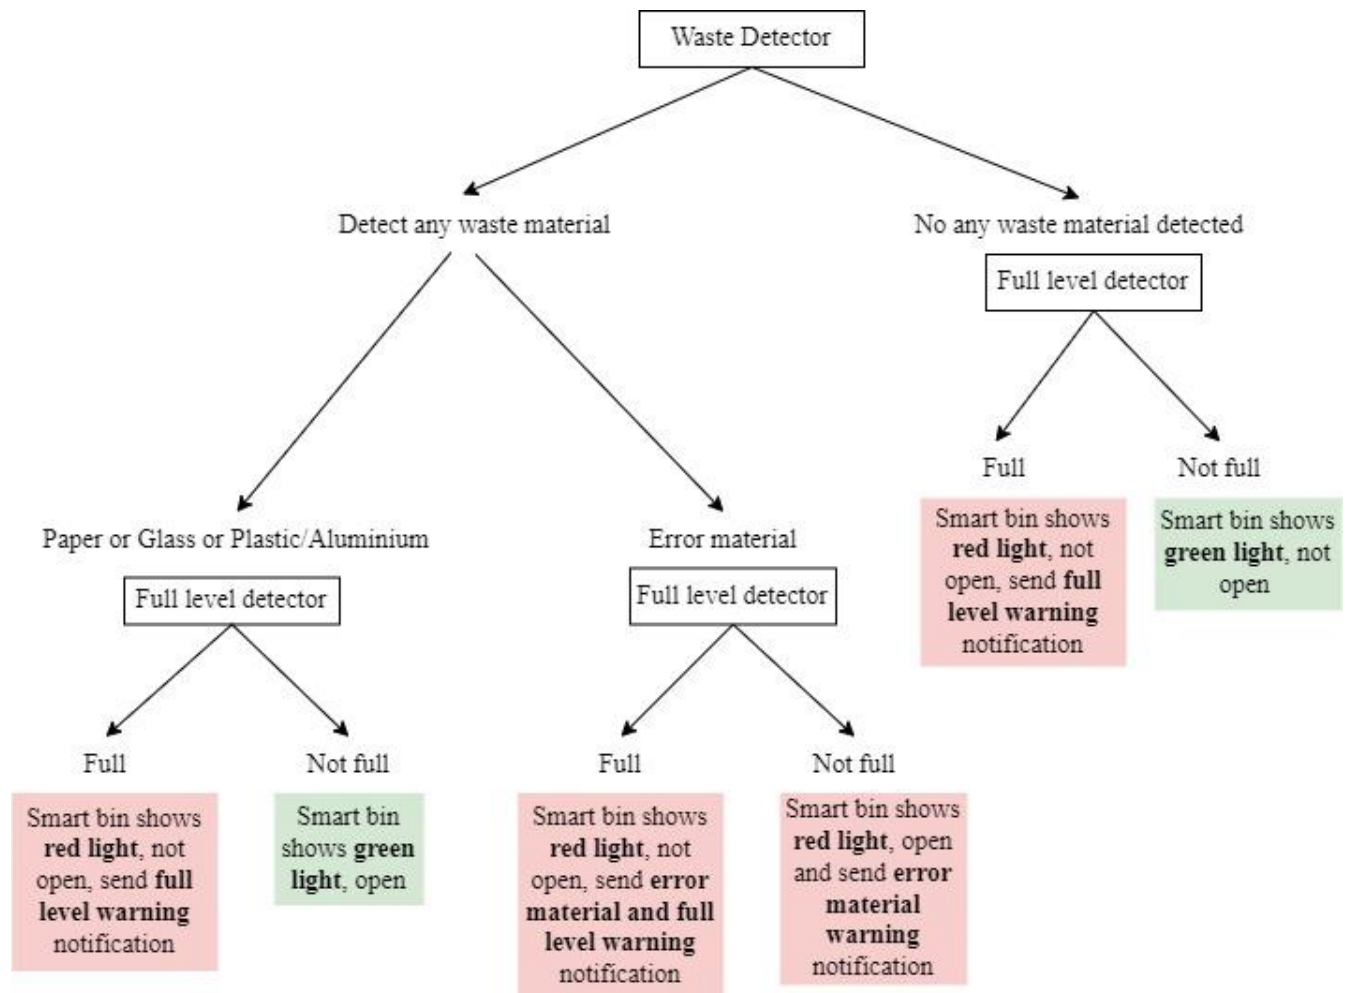 Waste Detector
Detect any waste material
No any waste material detected
Full level detector
Full
Not full
Smart bin shows
red light, not
open, send full
level warning
notification
Smart bin shows
green light, not
open
Paper or Glass or Plastic/Aluminium
Error material
Full level detector
Full level detector
Full
Not full
Full
Not full
Smart bin shows
red light, not
open, send full
level warning
notification
Smart bin
shows green
light, open
Smart bin shows
red light, not
open, send error
material and full
level warning
notification
Smart bin shows
red light, open
and send error
material
warning
notification